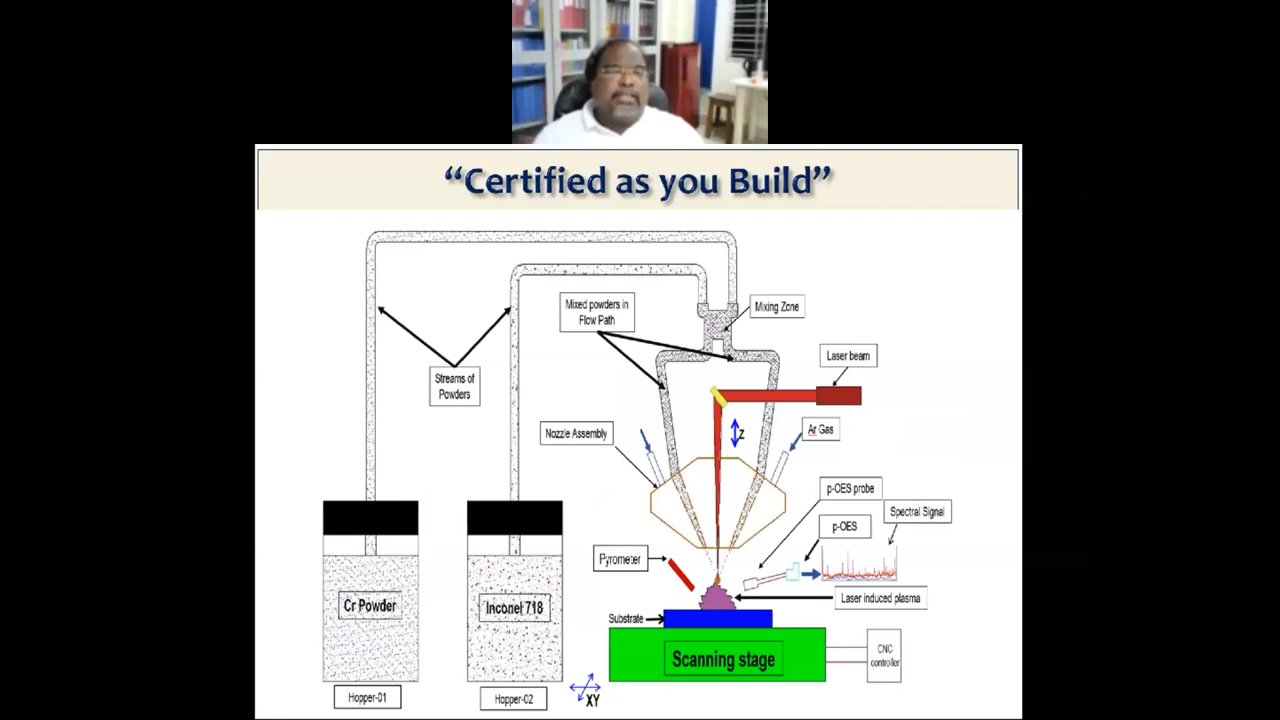 “Certified as you Build”
Mixed powders in
Flow Path
Mixing Zone
Laser beam
Streams of
Powders
Z
Nozzle Assembly
Ar Gas
p-OES probe
p-OES
Spectral Signal
Pyrometer
Laser induced plasma
Cr Powder
Inconel 718
Substrate
Scanning stage
CNC
controller
Hopper-01
Hopper-02
XY